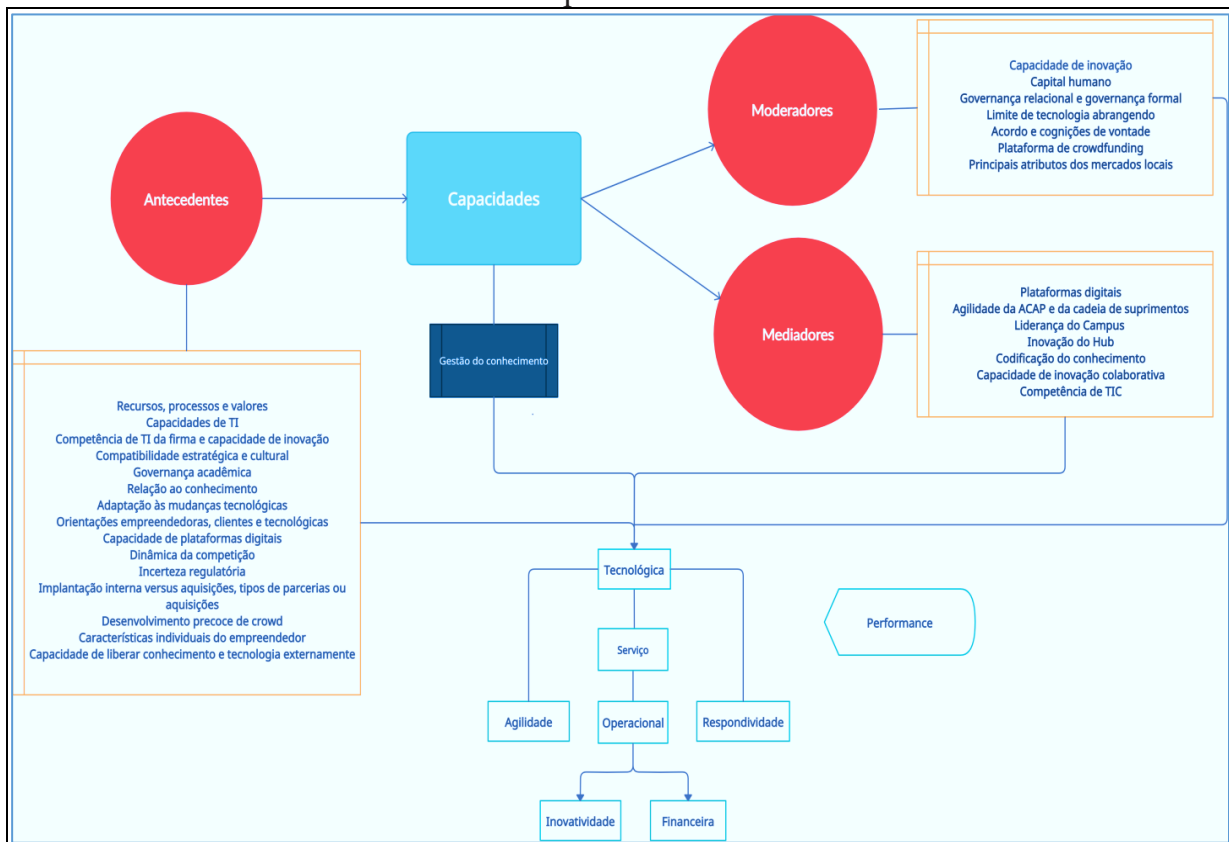 Antecedentes
Capacidades
Moderadores
Capacidade de inovação
Capital humano
Governança relacional e governança formal
Limite de tecnologia abrangendo
Acordo e cognições de vontade
Plataforma de crowdfunding
Principais atributos dos mercados locais
Mediadores
Plataformas digitais
Agilidade da ACAP e da cadeia de suprimentos
Liderança do Campus
Inovação do Hub
Codificação do conhecimento
Capacidade de inovação colaborativa
Competência de TIC
Gestão do conhecimento
Recursos, processos e valores
Capacidades de TI
Competência de TI da firma e capacidade de inovação
Compatibilidade estratégica e cultural
Governança acadêmica
Relação ao conhecimento
Adaptação às mudanças tecnológicas
Orientações empreendedoras, clientes e tecnológicas
Capacidade de plataformas digitais
Dinâmica da competição
Incerteza regulatória
Implantação interna versus aquisições, tipos de parcerias ou
aquisições
Desenvolvimento precoce de crowd
Características individuais do empreendedor
Capacidade de liberar conhecimento e tecnologia externamente
Tecnológica
Performance
Serviço
Agilidade
Operacional
Respondividade
Inovatividade
Financeira